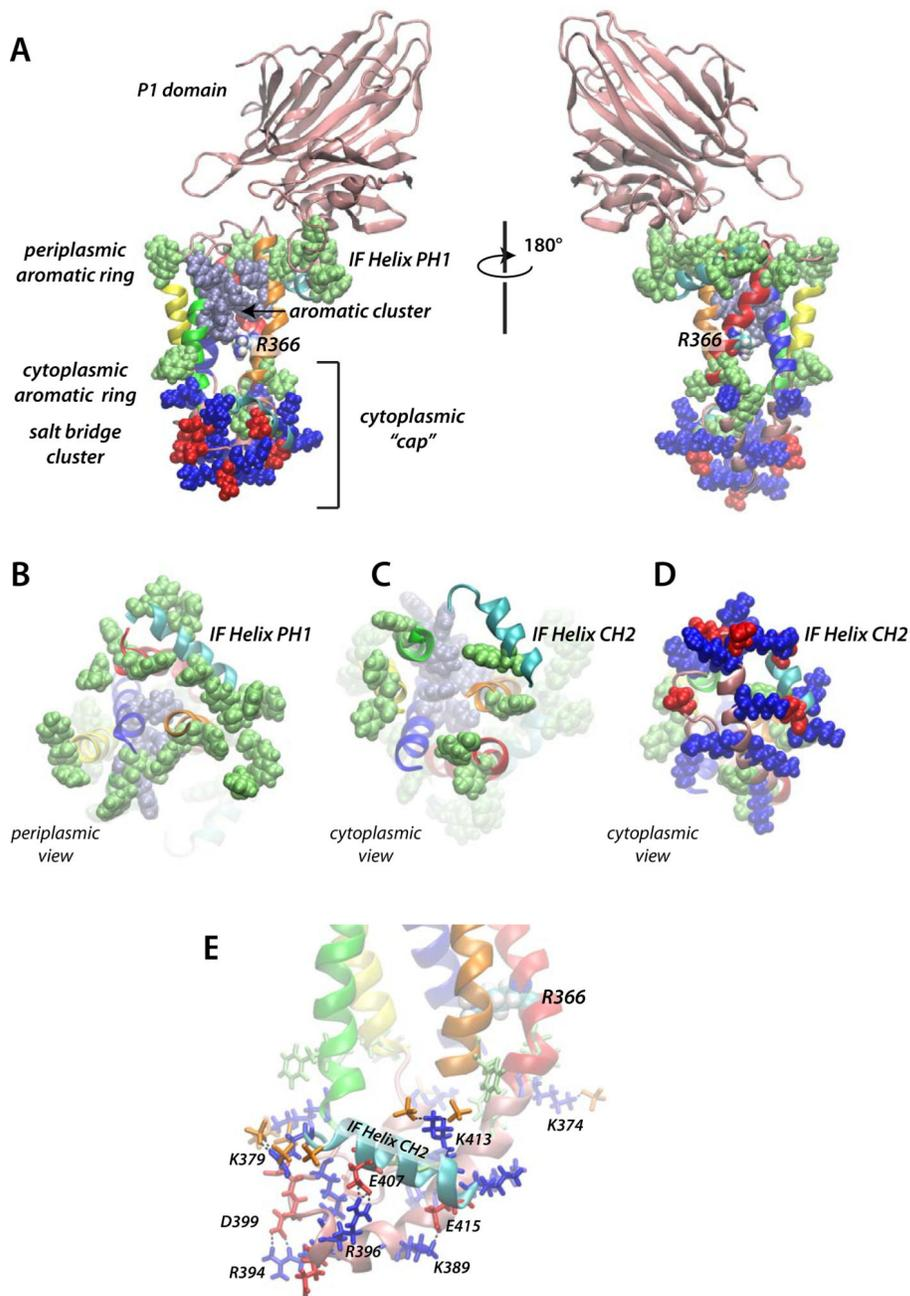 A
P1 domain
periplasmic
aromatic ring
IF Helix PH1
180°
aromatic cluster
R366
R366
cytoplasmic
aromatic ring
salt bridge
cluster
cytoplasmic
"cap"
B
C
D
IF Helix PH1
IF Helix CH2
IF Helix CH2
periplasmic
view
cytoplasmic
view
cytoplasmic
view
E
R366
K374
IF Helix CH2
K413
K379
E407
D399
E415
R396
R394
K389